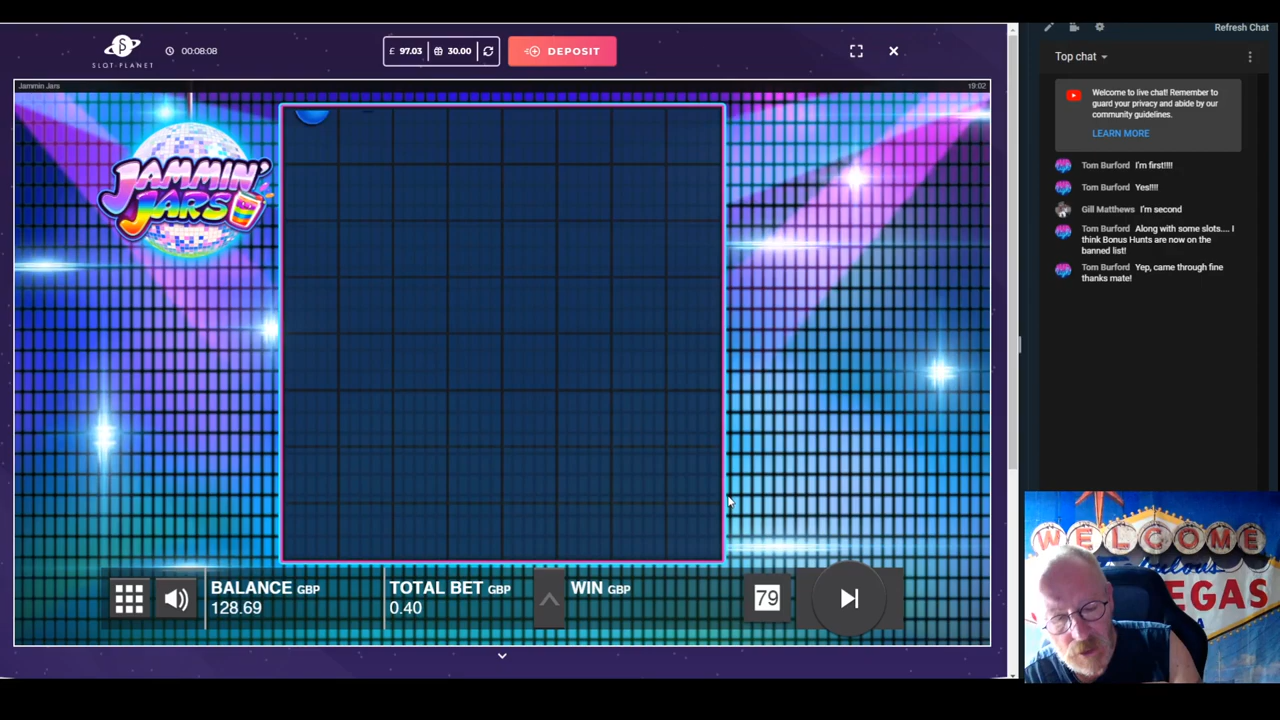 Refresh Chat
SLOT-PLANET
00:08:08
£ 97.03
30.00
DEPOSIT
Top chat
Jammin Jars
19:02
Welcome to live chat! Remember to
guard your privacy and abide by our
community guidelines.
LEARN MORE
JAMMIN'
JARS
Tom Burford I'm first!!!!
Tom Burford Yes!!!!
Gill Matthews I'm second
Tom Burford Along with some slots.... I
think Bonus Hunts are now on the
banned list!
Tom Burford Yep, came through fine
thanks mate!
WELCOME
Fabulous
VEGAS
BALANCE GBP
128.69
TOTAL BET GBP
0.40
WIN GBP
79